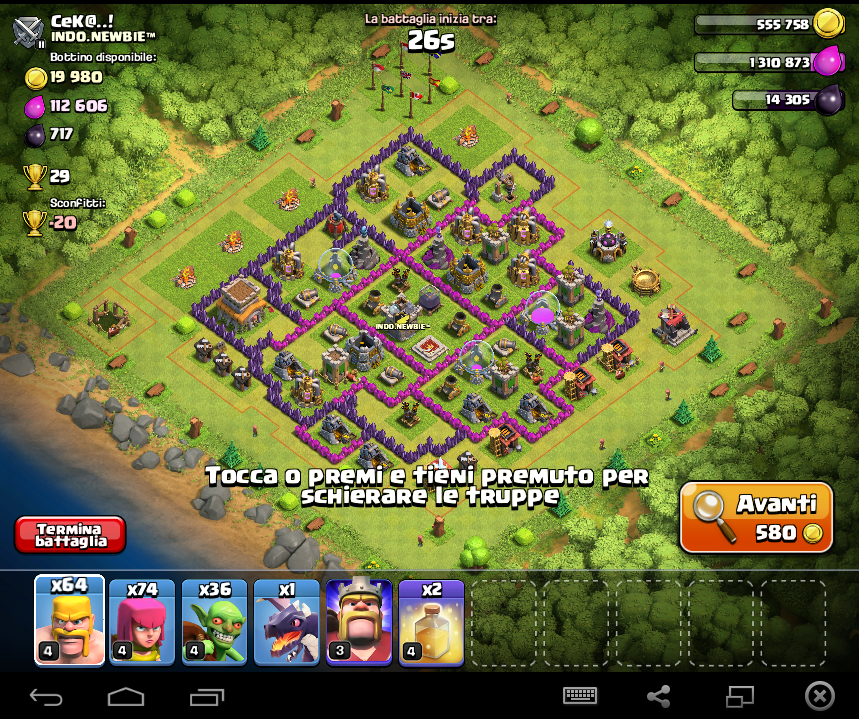 CeK@..!
INDO.NEWBIE™
Bottino disponibile:
19 980
112 606
717
29
Sconfitti:
-20
La battaglia inizia tra:
26s
555 758
1 310 873
14 305
INDO.NEWBIE™
Tocca o premi e tieni premuto per
schierare le truppe
Termina
battaglia
Avanti
580
x64
x74
x36
x1
x2
4
4
4
3
4